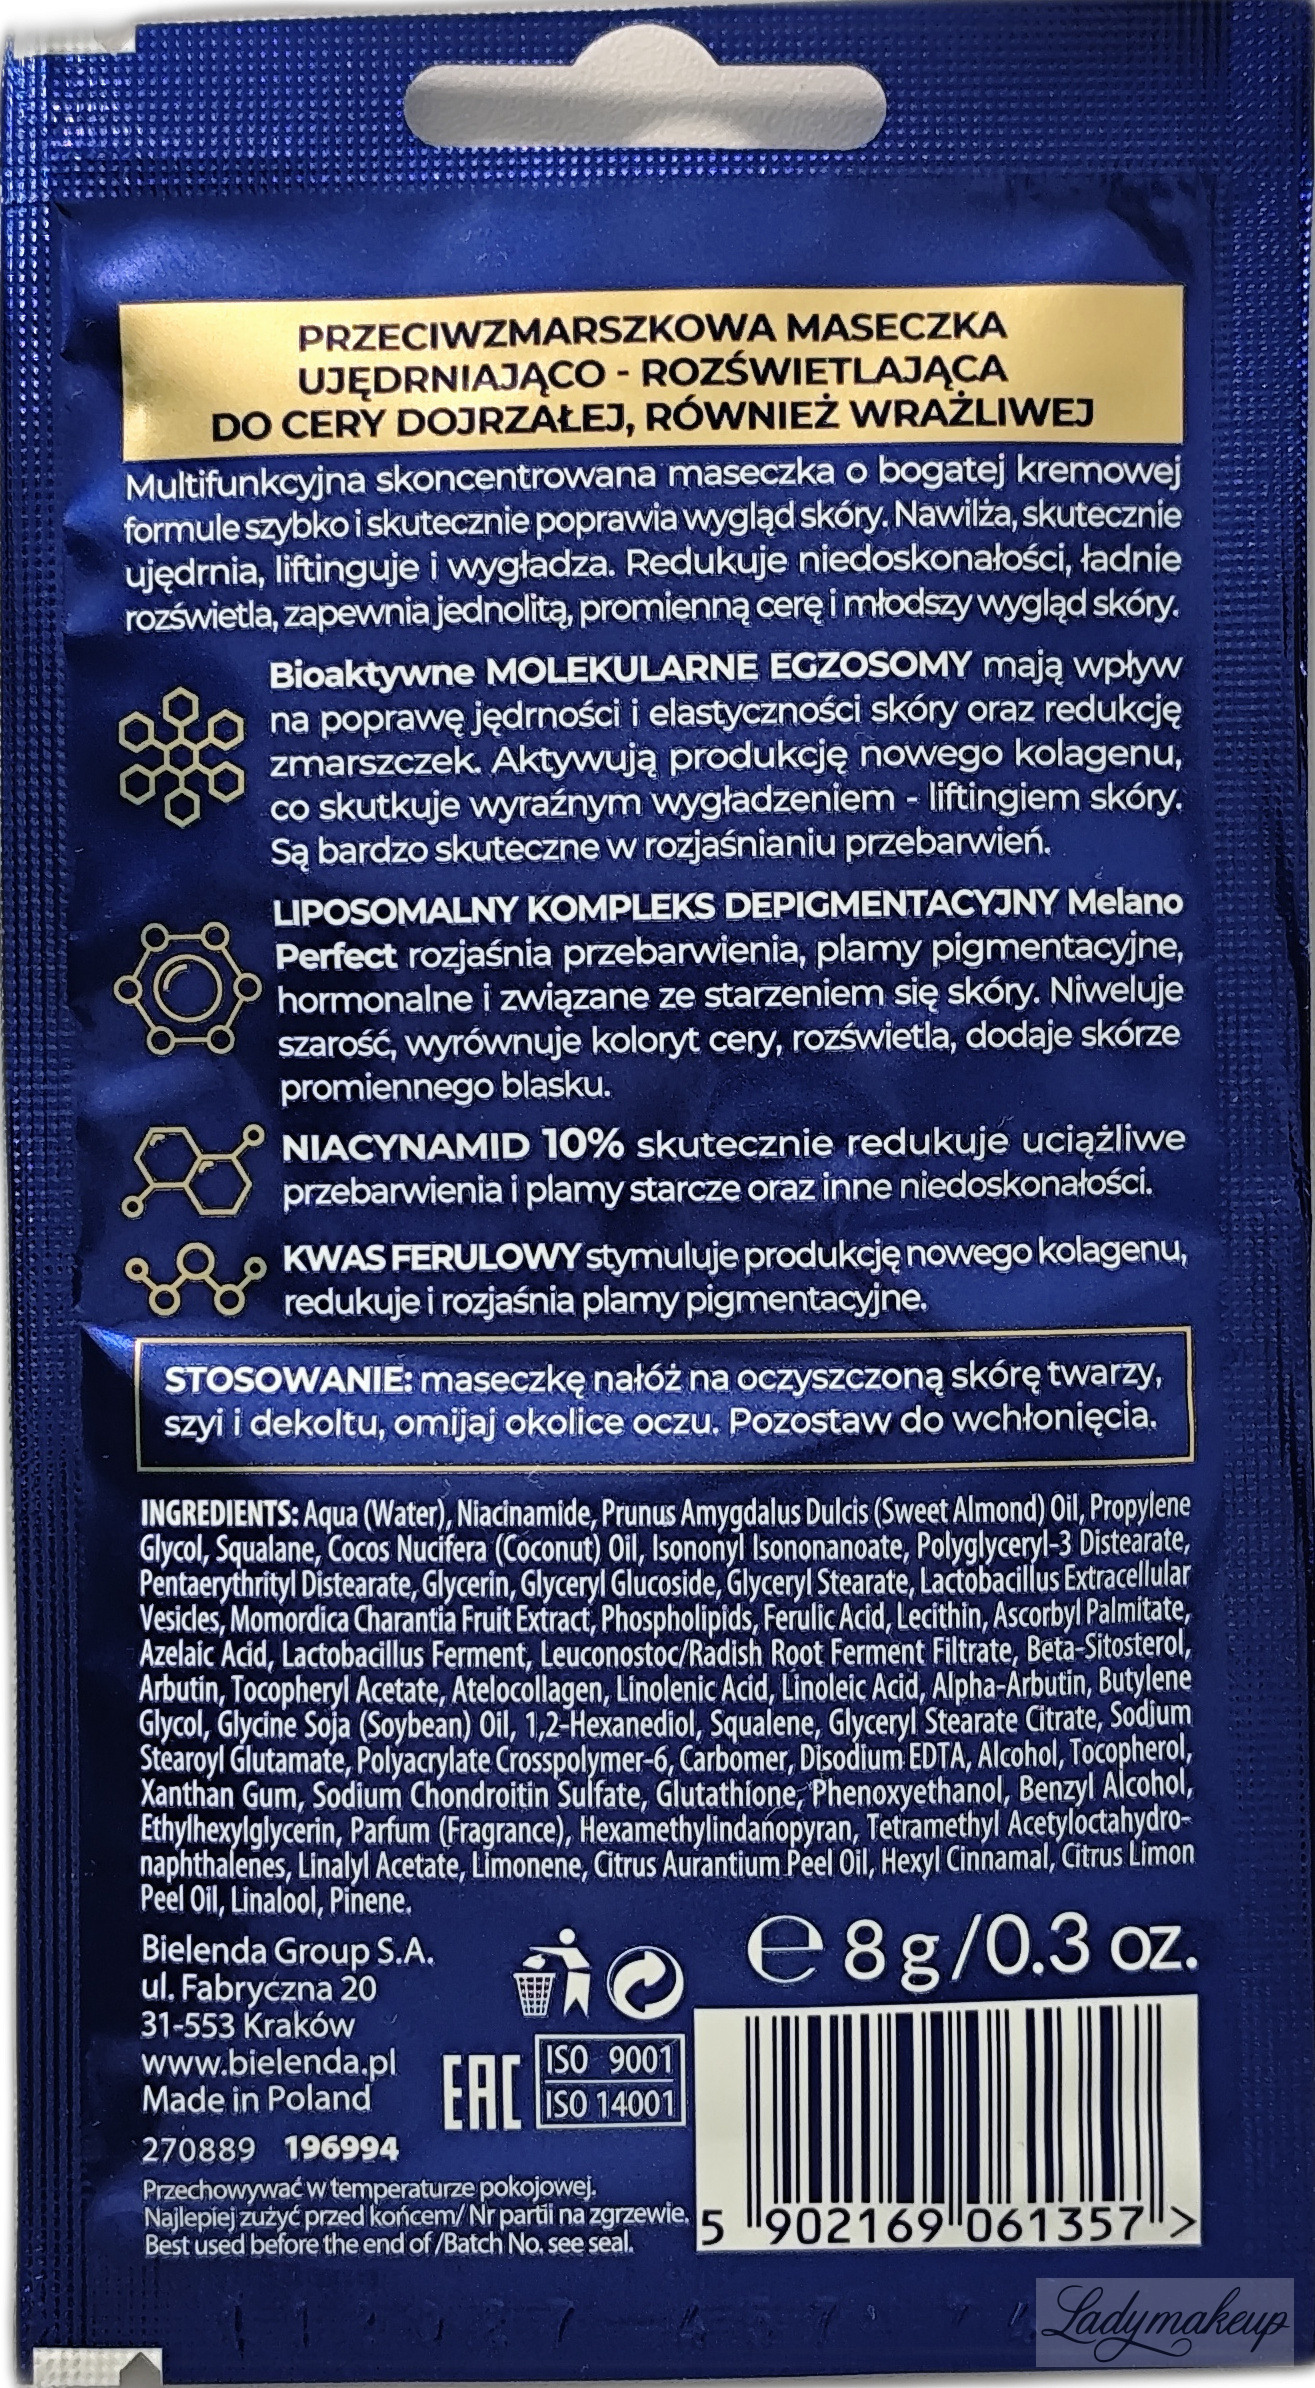 PRZECIWZMARSZKOWA MASECZKA
UJĘDRNIAJĄCO - ROZŚWIETLAJĄCA
DO CERY DOJRZAŁEJ, RÓWNIEŻ WRAŻLIWEJ
Multifunkcyjna skoncentrowana maseczka o bogatej kremowej
formule szybko i skutecznie poprawia wygląd skóry. Nawilża, skutecznie
ujędrnia, liftinguje i wygładza. Redukuje niedoskonałości, ładnie
rozświetla, zapewnia jednolitą, promienną cerę i młodszy wygląd skóry.
Bioaktywne MOLEKULARNE EGZOSOMY mają wpływ
na poprawę jędrności i elastyczności skóry oraz redukcję
zmarszczek. Aktywują produkcję nowego kolagenu,
co skutkuje wyraźnym wygładzeniem - liftingiem skóry.
Są bardzo skuteczne w rozjaśnianiu przebarwień.
LIPOSOMALNY KOMPLEKS DEPIGMENTACYJNY Melano
Perfect rozjaśnia przebarwienia, plamy pigmentacyjne,
hormonalne i związane ze starzeniem się skóry. Niweluje
szarość, wyrównuje koloryt cery, rozświetla, dodaje skórze
promiennego blasku.
NIACYNAMID 10% skutecznie redukuje uciążliwe
przebarwienia i plamy starcze oraz inne niedoskonałości.
KWAS FERULOWY stymuluje produkcję nowego kolagenu,
redukuje i rozjaśnia plamy pigmentacyjne.
STOSOWANIE: maseczkę nałóż na oczyszczoną skórę twarzy,
szyi i dekoltu, omijaj okolice oczu. Pozostaw do wchłonięcia.
INGREDIENTS: Aqua (Water), Niacinamide, Prunus Amygdalus Dulcis (Sweet Almond) Oil, Propylene
Glycol, Squalane, Cocos Nucifera (Coconut) Oil, Isononyl Isononanoate, Polyglyceryl-3 Distearate,
Pentaerythrityl Distearate, Glycerin, Glyceryl Glucoside, Glyceryl Stearate, Lactobacillus Extracellular
Vesicles, Momordica Charantia Fruit Extract, Phospholipids, Ferulic Acid, Lecithin, Ascorbyl Palmitate,
Azelaic Acid, Lactobacillus Ferment, Leuconostoc/Radish Root Ferment Filtrate, Beta-Sitosterol,
Arbutin, Tocopheryl Acetate, Atelocollagen, Linolenic Acid, Linoleic Acid, Alpha-Arbutin, Butylene
Glycol, Glycine Soja (Soybean) Oil, 1,2-Hexanediol, Squalene, Glyceryl Stearate Citrate, Sodium
Stearoyl Glutamate, Polyacrylate Crosspolymer-6, Carbomer, Disodium EDTA, Alcohol, Tocopherol,
Xanthan Gum, Sodium Chondroitin Sulfate, Glutathione, Phenoxyethanol, Benzyl Alcohol,
Ethylhexylglycerin, Parfum (Fragrance), Hexamethylindanopyran, Tetramethyl Acetyloctahydro-
naphthalenes, Linalyl Acetate, Limonene, Citrus Aurantium Peel Oil, Hexyl Cinnamal, Citrus Limon
Peel Oil, Linalool, Pinene.
Bielenda Group S.A.
ul. Fabryczna 20
31-553 Kraków
www.bielenda.pl
Made in Poland
270889 196994
℮ 8 g/0.3 oz.
EAC
ISO 9001
ISO 14001
Przechowywać w temperaturze pokojowej.
Najlepiej zużyć przed końcem/ Nr partii na zgrzewie.
Best used before the end of /Batch No. see seal.
5 902169 061357 >
Ladymakeup